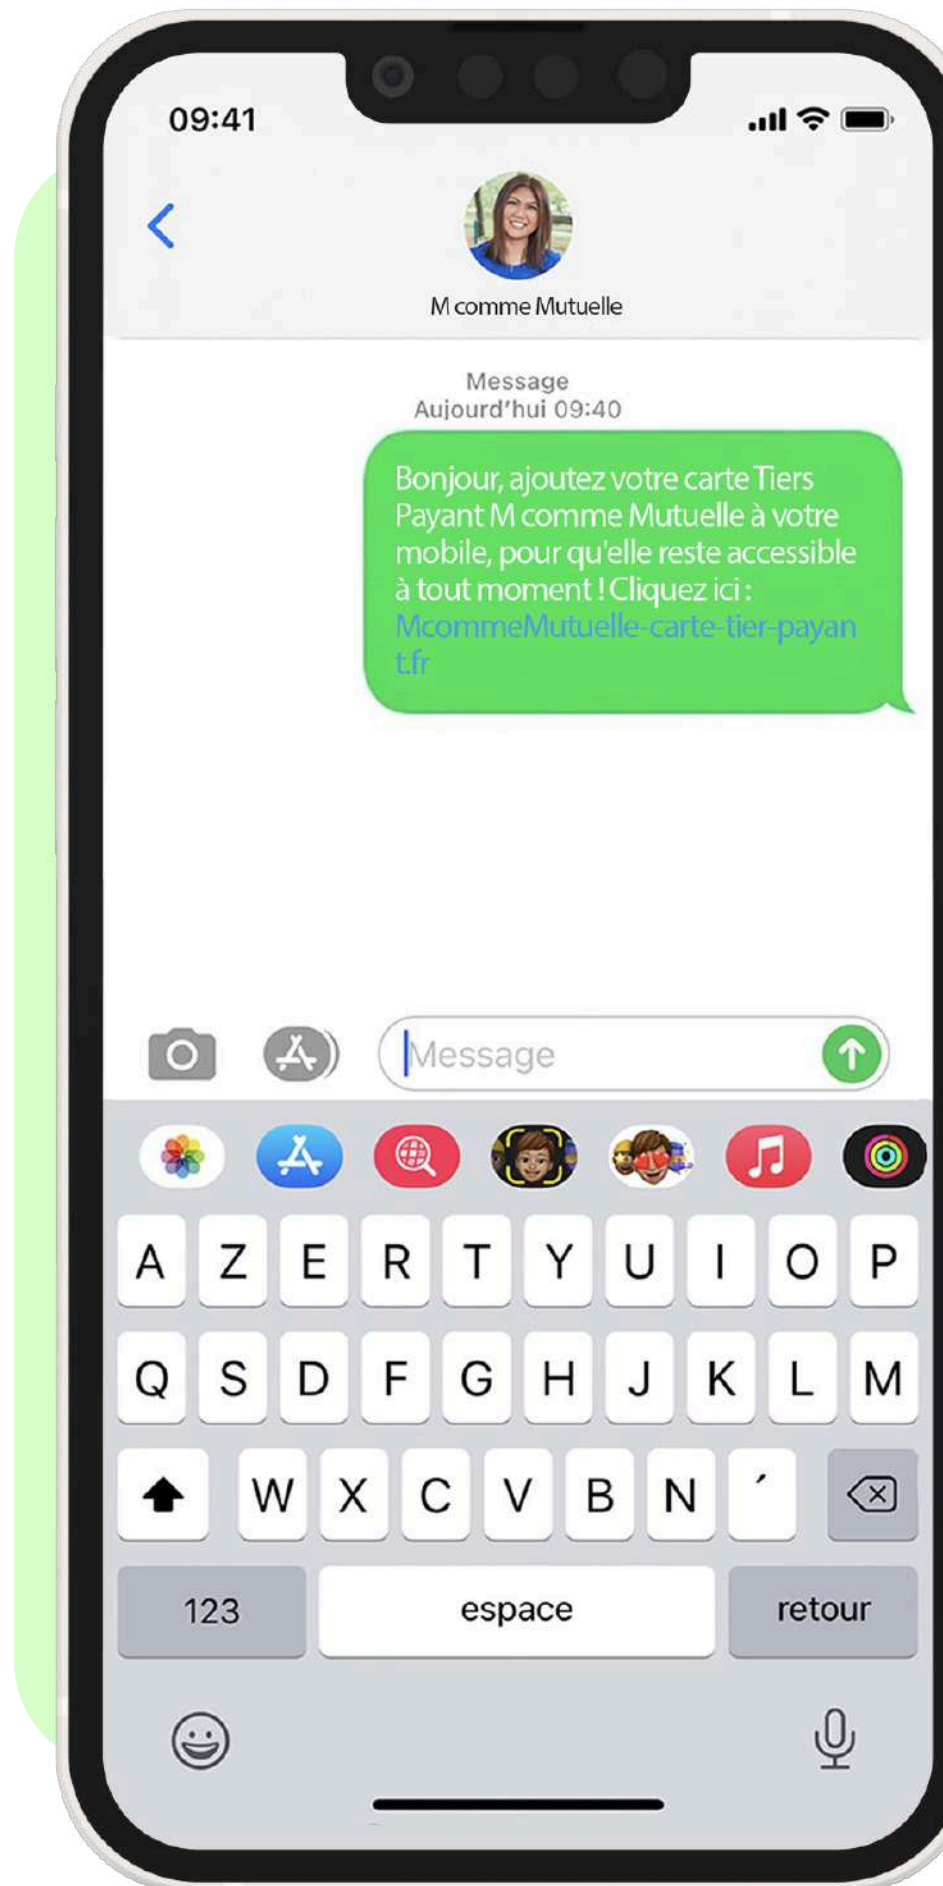 09:41
M comme Mutuelle
Message
Aujourd'hui 09:40
Bonjour, ajoutez votre carte Tiers
Payant M comme Mutuelle à votre
mobile, pour qu'elle reste accessible
à tout moment ! Cliquez ici :
McommeMutuelle-carte-tier-payan
t.fr
Message
A Z E R T Y U I O P
Q S D F G H J K L M
W X C V B N ´
123 espace retour